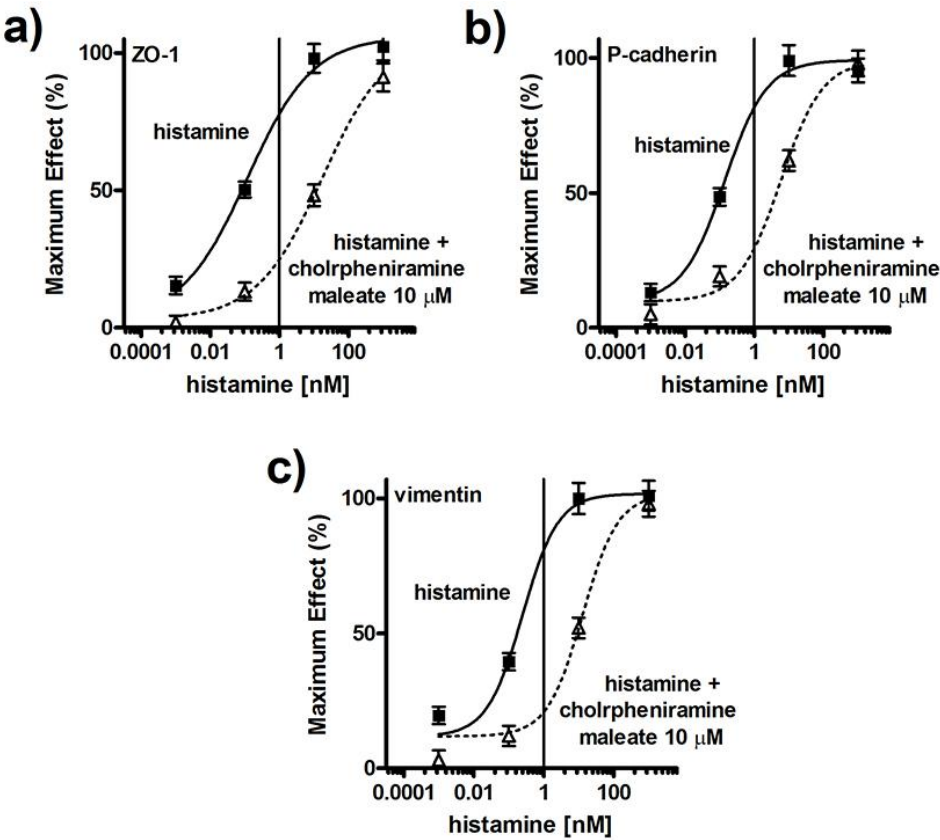 a)
ZO-1
100
50
0
Maximum Effect (%)
histamine
histamine +
cholrpheniramine
maleate 10 μM
0.0001 0.01 1 100
histamine [nM]
b)
P-cadherin
100
50
0
Maximum Effect (%)
histamine
histamine +
cholrpheniramine
maleate 10 μM
0.0001 0.01 1 100
histamine [nM]
c)
vimentin
100
50
0
Maximum Effect (%)
histamine
histamine +
cholrpheniramine
maleate 10 μM
0.0001 0.01 1 100
histamine [nM]